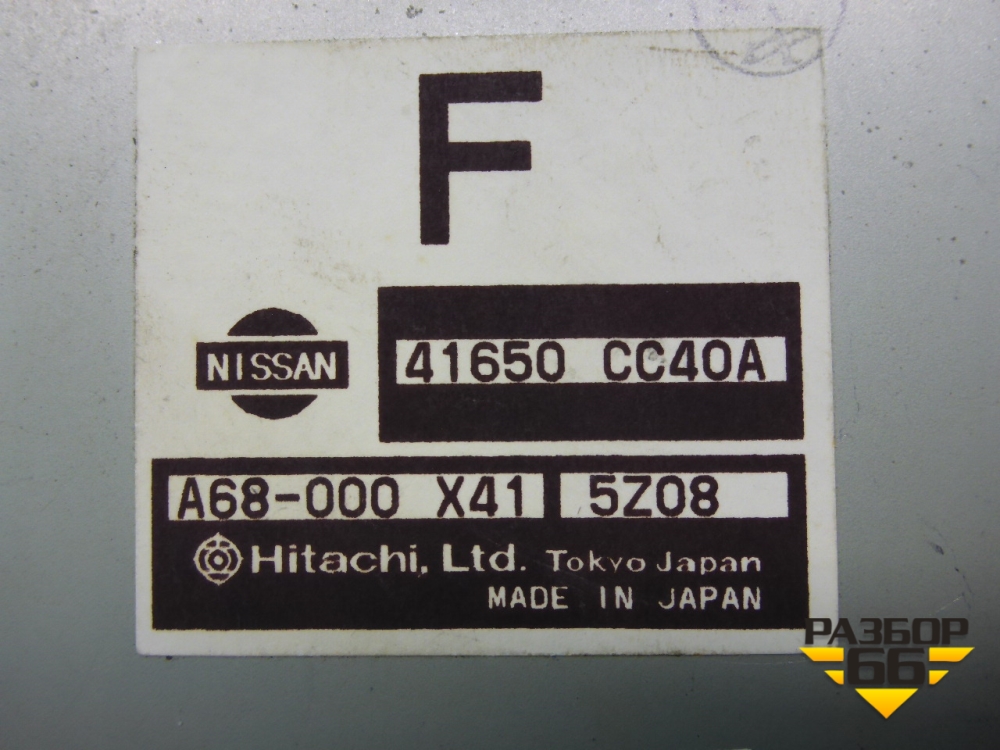 F
NISSAN
41650 CC40A
A68-000 X41 5Z08
Hitachi, Ltd. Tokyo Japan
MADE IN JAPAN
РАЗБОР
66